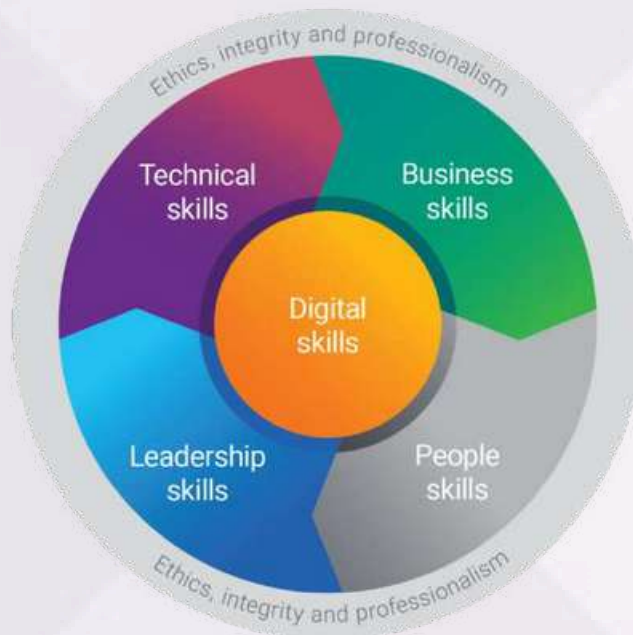 Ethics, integrity and professionalism
Technical
skills
Business
skills
Digital
skills
Leadership
skills
People
skills
Ethics, integrity and professionalism